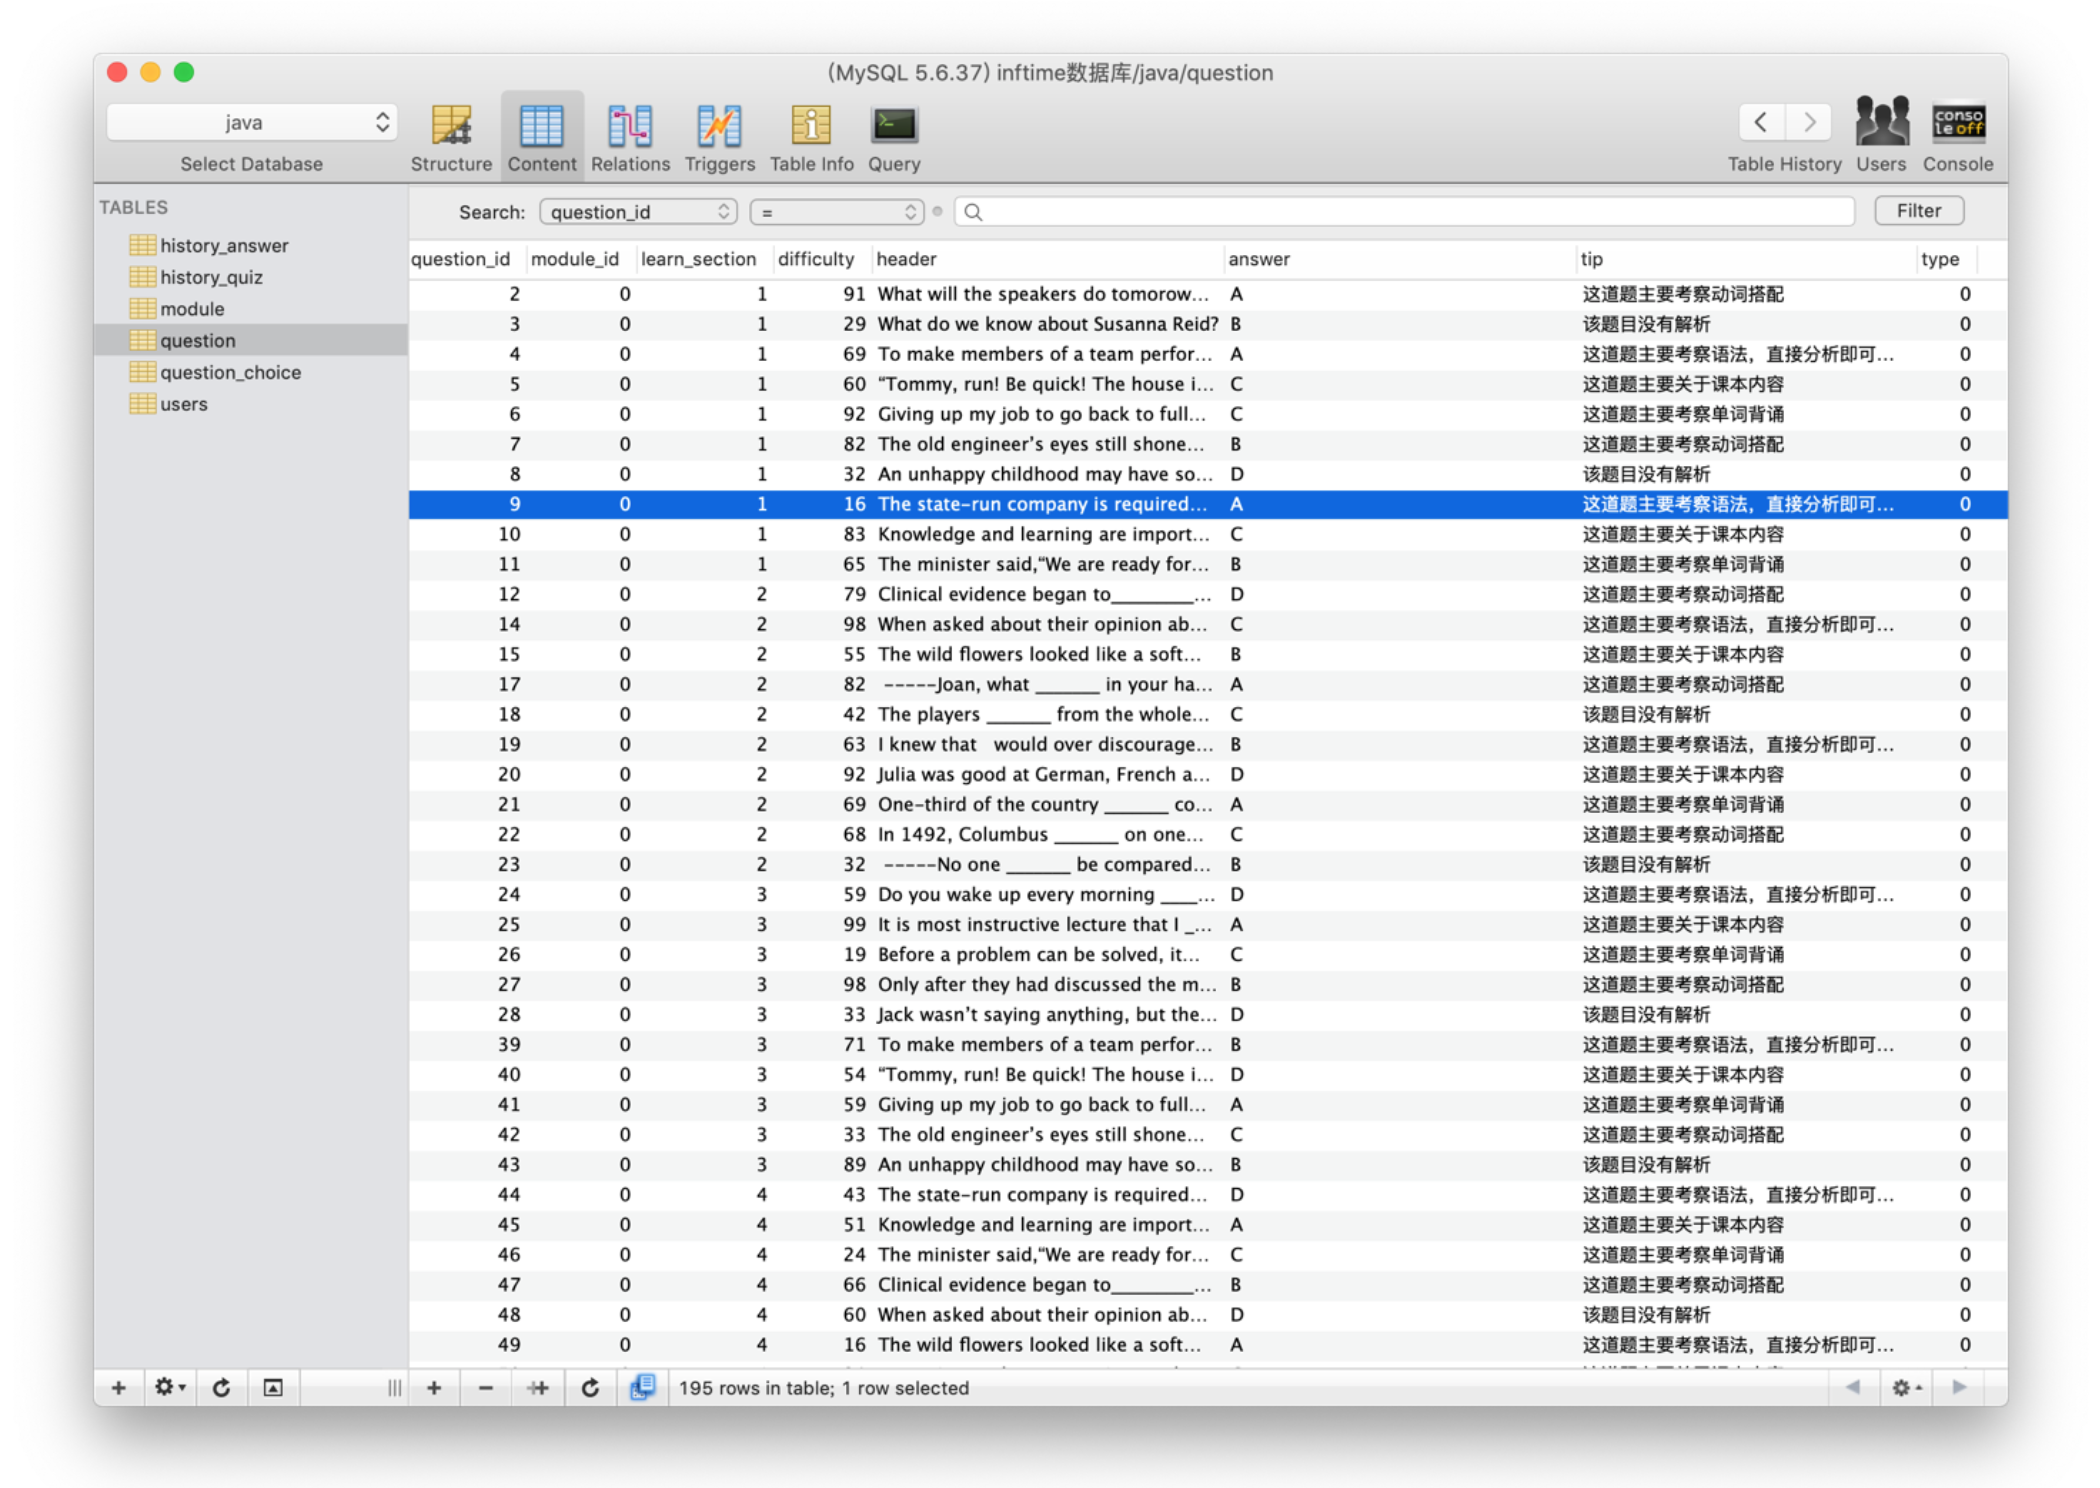 (MySQL 5.6.37) inftime数据库/java/question
java
Select Database
Structure Content Relations Triggers Table Info Query
conso
le off
Table History Users Console
TABLES
history_answer
history_quiz
module
question
question_choice
users
Search: question_id = Filter
question_id module_id learn_section difficulty header answer tip type
2 0 1 91 What will the speakers do tomorow... A 这道题主要考察动词搭配 0
3 0 1 29 What do we know about Susanna Reid? B 该题目没有解析 0
4 0 1 69 To make members of a team perfor... A 这道题主要考察语法，直接分析即可... 0
5 0 1 60 “Tommy, run! Be quick! The house i... C 这道题主要关于课本内容 0
6 0 1 92 Giving up my job to go back to full... C 这道题主要考察单词背诵 0
7 0 1 82 The old engineer’s eyes still shone... B 这道题主要考察动词搭配 0
8 0 1 32 An unhappy childhood may have so... D 该题目没有解析 0
9 0 1 16 The state-run company is required... A 这道题主要考察语法，直接分析即可... 0
10 0 1 83 Knowledge and learning are import... C 这道题主要关于课本内容 0
11 0 1 65 The minister said,“We are ready for... B 这道题主要考察单词背诵 0
12 0 2 79 Clinical evidence began to________... D 这道题主要考察动词搭配 0
14 0 2 98 When asked about their opinion ab... C 这道题主要考察语法，直接分析即可... 0
15 0 2 55 The wild flowers looked like a soft... B 这道题主要关于课本内容 0
17 0 2 82 -----Joan, what ______ in your ha... A 这道题主要考察动词搭配 0
18 0 2 42 The players ______ from the whole... C 该题目没有解析 0
19 0 2 63 I knew that would over discourage... B 这道题主要考察语法，直接分析即可... 0
20 0 2 92 Julia was good at German, French a... D 这道题主要关于课本内容 0
21 0 2 69 One-third of the country ______ co... A 这道题主要考察单词背诵 0
22 0 2 68 In 1492, Columbus ______ on one... C 这道题主要考察动词搭配 0
23 0 2 32 -----No one ______ be compared... B 该题目没有解析 0
24 0 3 59 Do you wake up every morning ____... D 这道题主要考察语法，直接分析即可... 0
25 0 3 99 It is most instructive lecture that I _... A 这道题主要关于课本内容 0
26 0 3 19 Before a problem can be solved, it... C 这道题主要考察单词背诵 0
27 0 3 98 Only after they had discussed the m... B 这道题主要考察动词搭配 0
28 0 3 33 Jack wasn’t saying anything, but the... D 该题目没有解析 0
39 0 3 71 To make members of a team perfor... B 这道题主要考察语法，直接分析即可... 0
40 0 3 54 “Tommy, run! Be quick! The house i... D 这道题主要关于课本内容 0
41 0 3 59 Giving up my job to go back to full... A 这道题主要考察单词背诵 0
42 0 3 33 The old engineer’s eyes still shone... C 这道题主要考察动词搭配 0
43 0 3 89 An unhappy childhood may have so... B 该题目没有解析 0
44 0 4 43 The state-run company is required... D 这道题主要考察语法，直接分析即可... 0
45 0 4 51 Knowledge and learning are import... A 这道题主要关于课本内容 0
46 0 4 24 The minister said,“We are ready for... C 这道题主要考察单词背诵 0
47 0 4 66 Clinical evidence began to________... B 这道题主要考察动词搭配 0
48 0 4 60 When asked about their opinion ab... D 该题目没有解析 0
49 0 4 16 The wild flowers looked like a soft... A 这道题主要考察语法，直接分析即可... 0
195 rows in table; 1 row selected